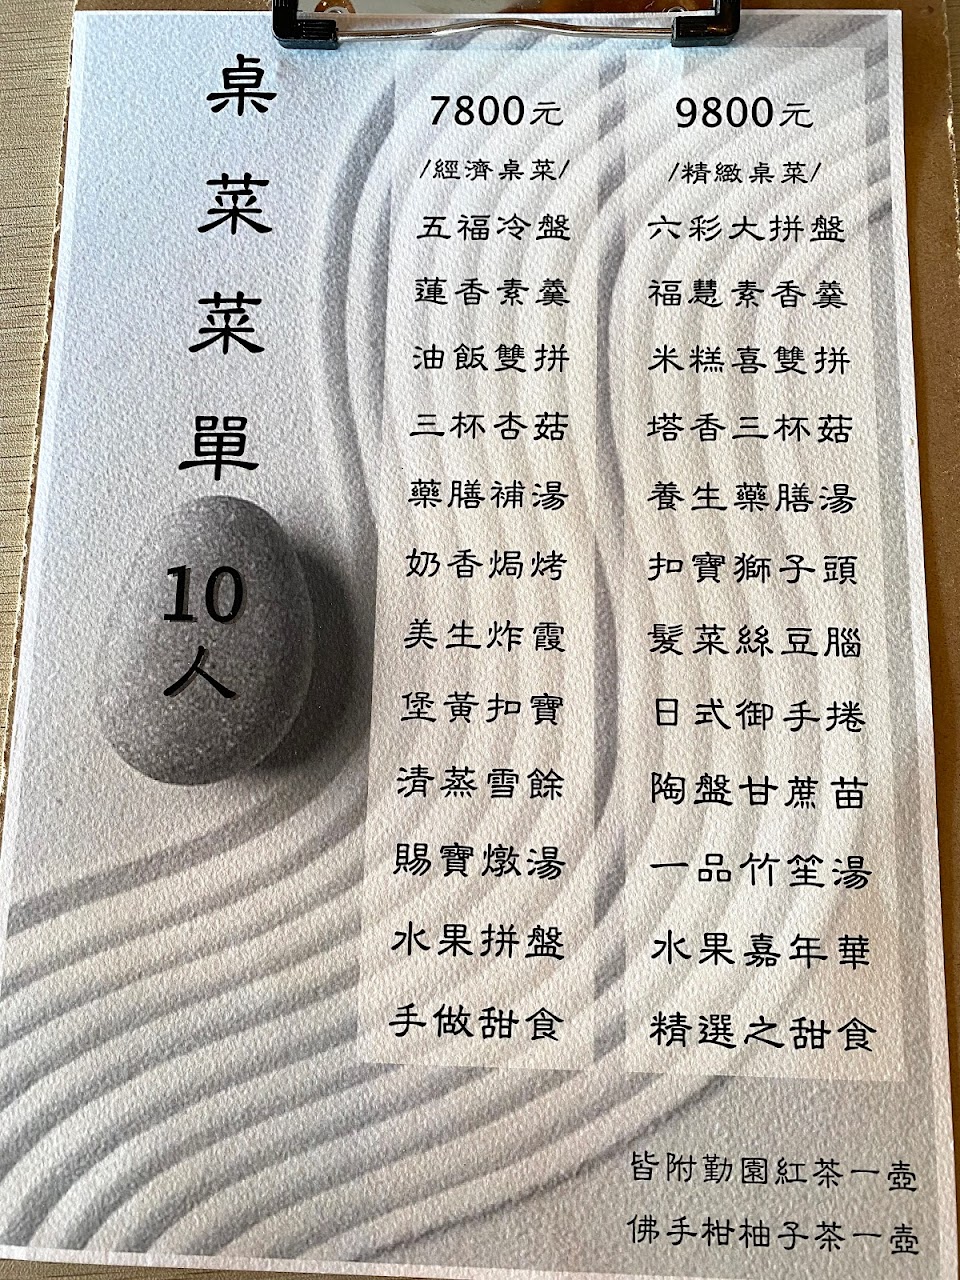 桌菜菜單
10
人
7800元
/經濟桌菜/
五福冷盤
蓮香素羹
油飯雙拼
三杯杏菇
藥膳補湯
奶香焗烤
美生炸霞
堡黃扣寶
清蒸雪餘
賜寶燉湯
水果拼盤
手做甜食
9800元
/精緻桌菜/
六彩大拼盤
福慧素香羹
米糕喜雙拼
塔香三杯菇
養生藥膳湯
扣寶獅子頭
髮菜絲豆腦
日式御手捲
陶盤甘蔗苗
一品竹笙湯
水果嘉年華
精選之甜食
皆附勤園紅茶一壺
佛手柑柚子茶一壺